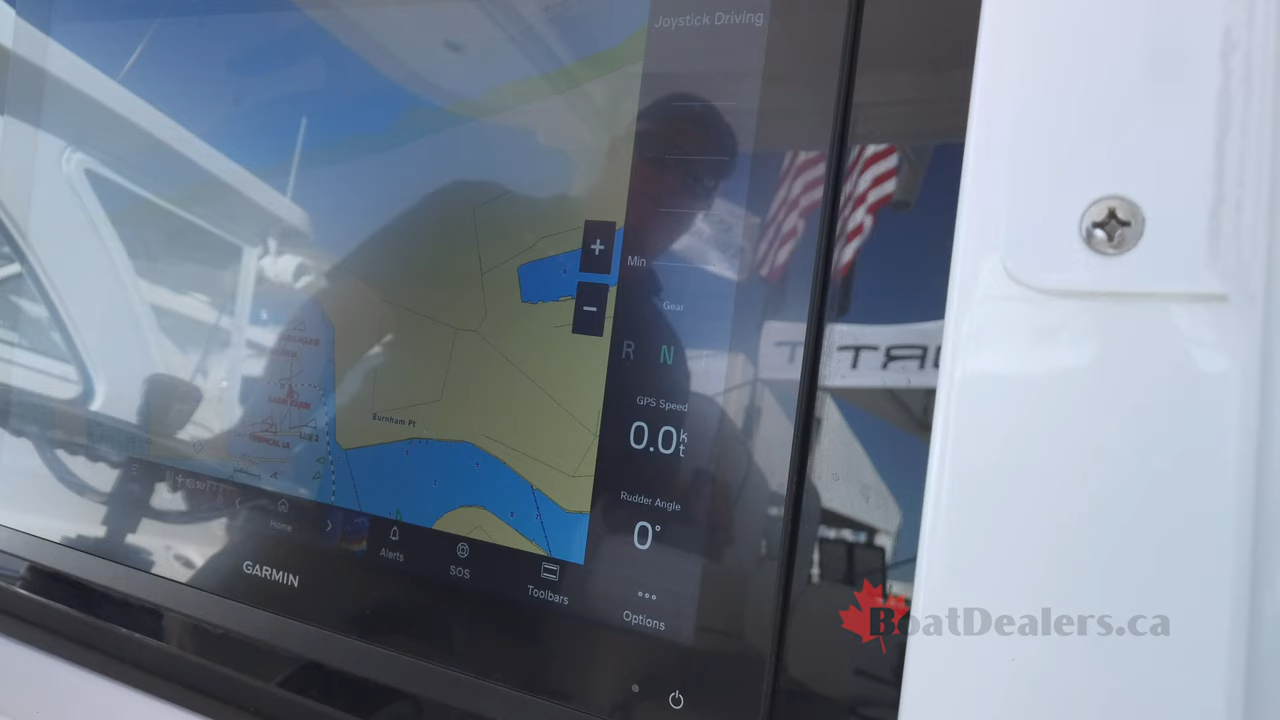 Joystick Driving
+
−
Min
Gear
R N
GPS Speed
0.0 kt
Burnham Pt
Rudder Angle
0°
Home
Alerts
SOS
Toolbars
Options
GARMIN
BoatDealers.ca